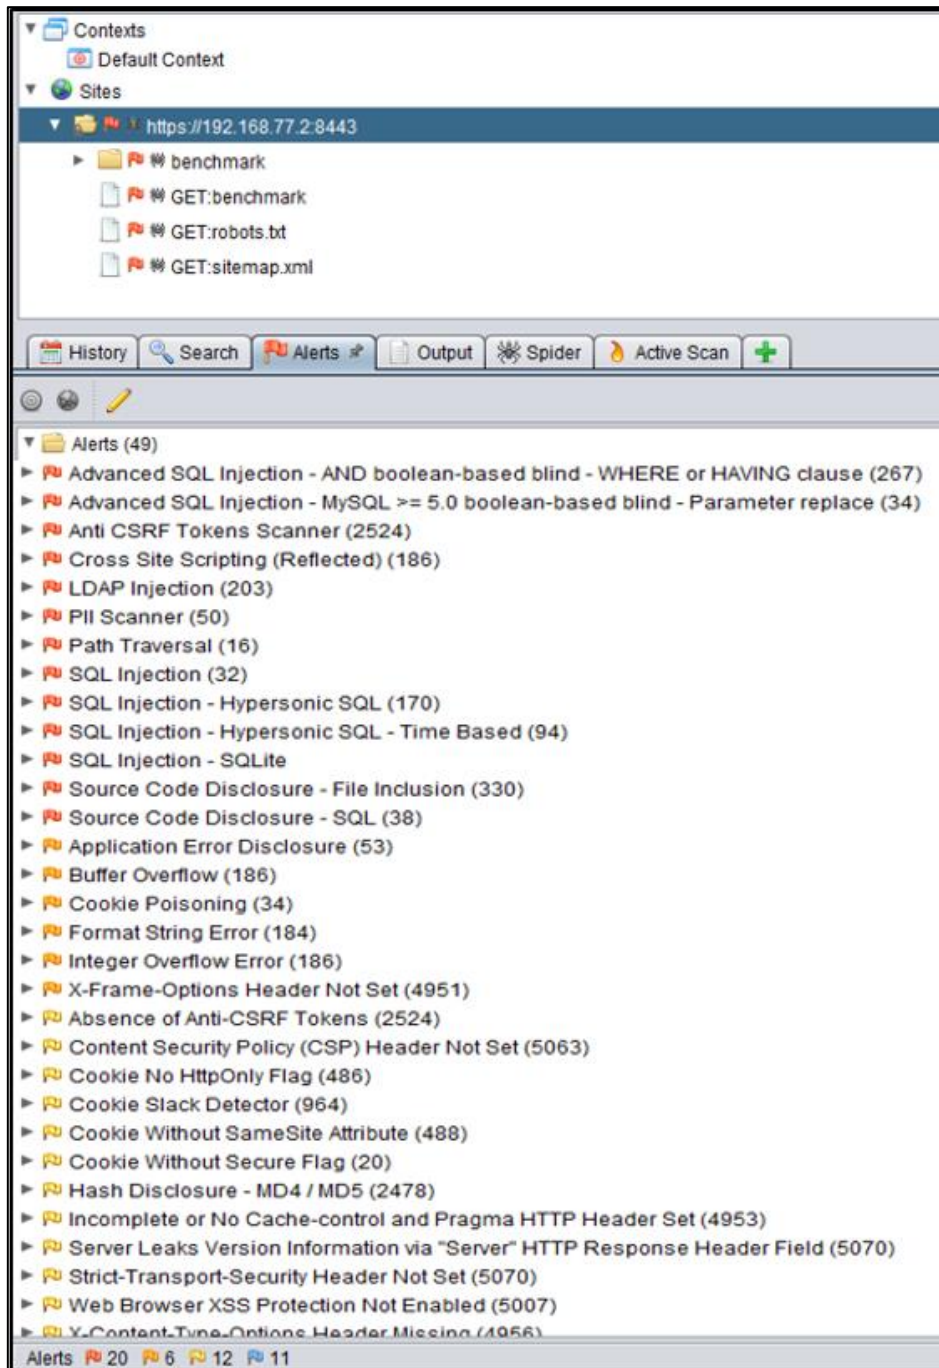 Contexts
Default Context
Sites
https://192.168.77.2:8443
benchmark
GET:benchmark
GET:robots.txt
GET:sitemap.xml
History Search Alerts Output Spider Active Scan
Alerts (49)
Advanced SQL Injection - AND boolean-based blind - WHERE or HAVING clause (267)
Advanced SQL Injection - MySQL >= 5.0 boolean-based blind - Parameter replace (34)
Anti CSRF Tokens Scanner (2524)
Cross Site Scripting (Reflected) (186)
LDAP Injection (203)
PII Scanner (50)
Path Traversal (16)
SQL Injection (32)
SQL Injection - Hypersonic SQL (170)
SQL Injection - Hypersonic SQL - Time Based (94)
SQL Injection - SQLite
Source Code Disclosure - File Inclusion (330)
Source Code Disclosure - SQL (38)
Application Error Disclosure (53)
Buffer Overflow (186)
Cookie Poisoning (34)
Format String Error (184)
Integer Overflow Error (186)
X-Frame-Options Header Not Set (4951)
Absence of Anti-CSRF Tokens (2524)
Content Security Policy (CSP) Header Not Set (5063)
Cookie No HttpOnly Flag (486)
Cookie Slack Detector (964)
Cookie Without SameSite Attribute (488)
Cookie Without Secure Flag (20)
Hash Disclosure - MD4 / MD5 (2478)
Incomplete or No Cache-control and Pragma HTTP Header Set (4953)
Server Leaks Version Information via "Server" HTTP Response Header Field (5070)
Strict-Transport-Security Header Not Set (5070)
Web Browser XSS Protection Not Enabled (5007)
X-Content-Type-Options Header Missing (4956)
Alerts 20 6 12 11